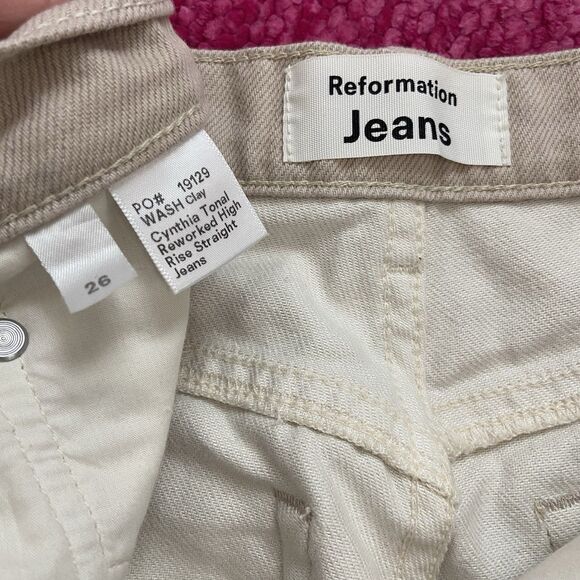 Reformation
Jeans
PO# 19129
WASH Clay
Cynthia Tonal
Reworked High
Rise Straight
Jeans
26